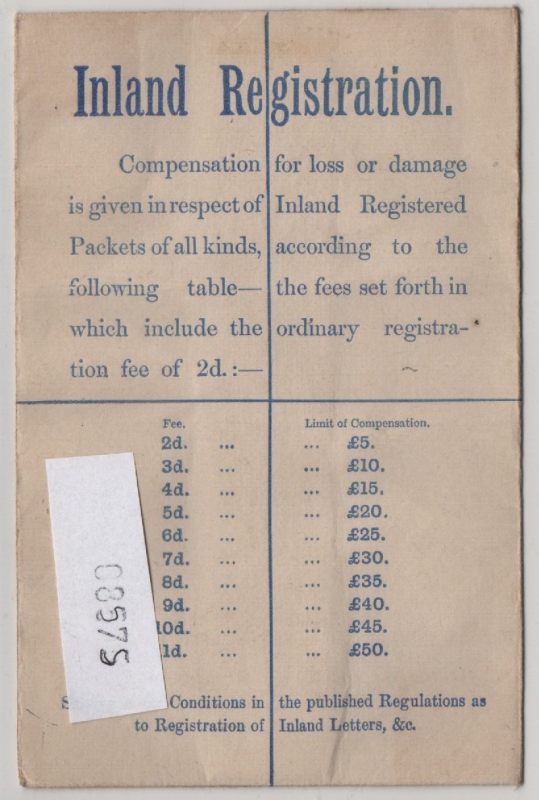 Inland Registration.
Compensation for loss or damage
is given in respect of Inland Registered
Packets of all kinds, according to the
following table— the fees set forth in
which include the ordinary registra-
tion fee of 2d.:—
Fee. Limit of Compensation.
2d. ... ... £5.
3d. ... ... £10.
4d. ... ... £15.
5d. ... ... £20.
6d. ... ... £25.
7d. ... ... £30.
8d. ... ... £35.
9d. ... ... £40.
10d. ... ... £45.
1d. ... ... £50.
Conditions in the published Regulations as
to Registration of Inland Letters, &c.
08575